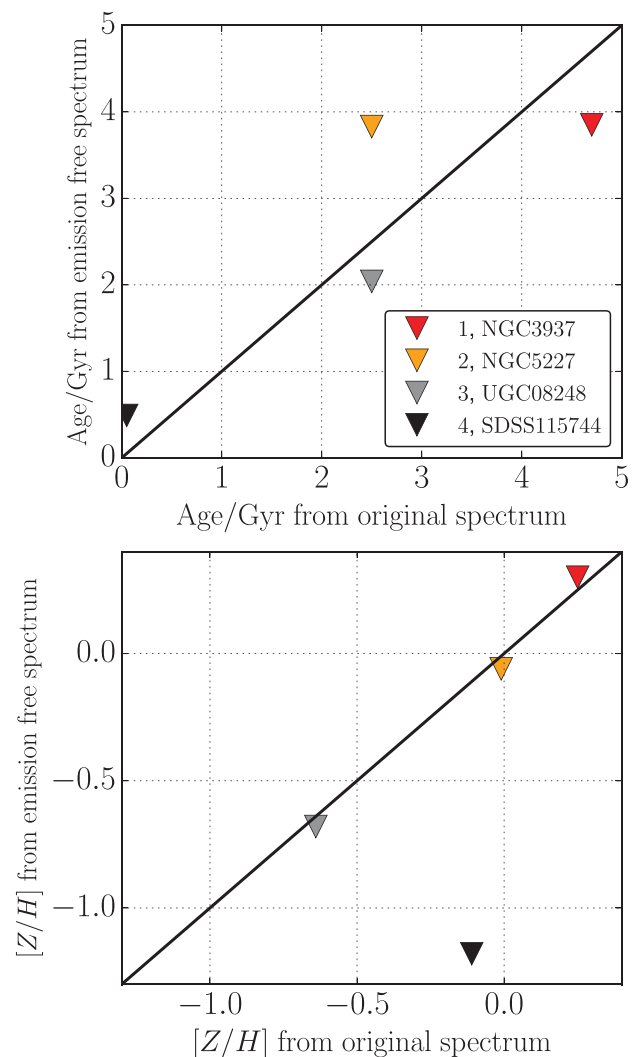 5
4
3
2
1
0
Age/Gyr from emission free spectrum
1, NGC3937
2, NGC5227
3, UGC08248
4, SDSS115744
0 1 2 3 4 5
Age/Gyr from original spectrum
0.0
−0.5
−1.0
[Z/H] from emission free spectrum
−1.0 −0.5 0.0
[Z/H] from original spectrum